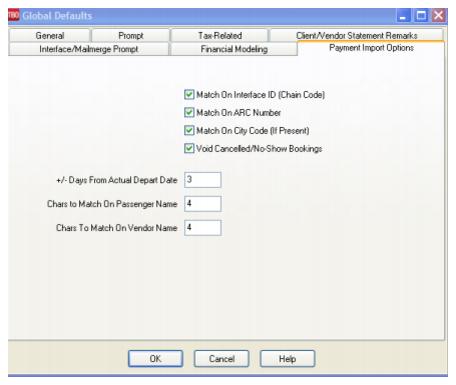 TBO Global Defaults
General Prompt Tax-Related Client/Vendor Statement Remarks
Interface/Mailmerge Prompt Financial Modeling Payment Import Options
Match On Interface ID (Chain Code)
Match On ARC Number
Match On City Code (If Present)
Void Cancelled/No-Show Bookings
+/- Days From Actual Depart Date 3
Chars to Match On Passenger Name 4
Chars To Match On Vendor Name 4
OK Cancel Help